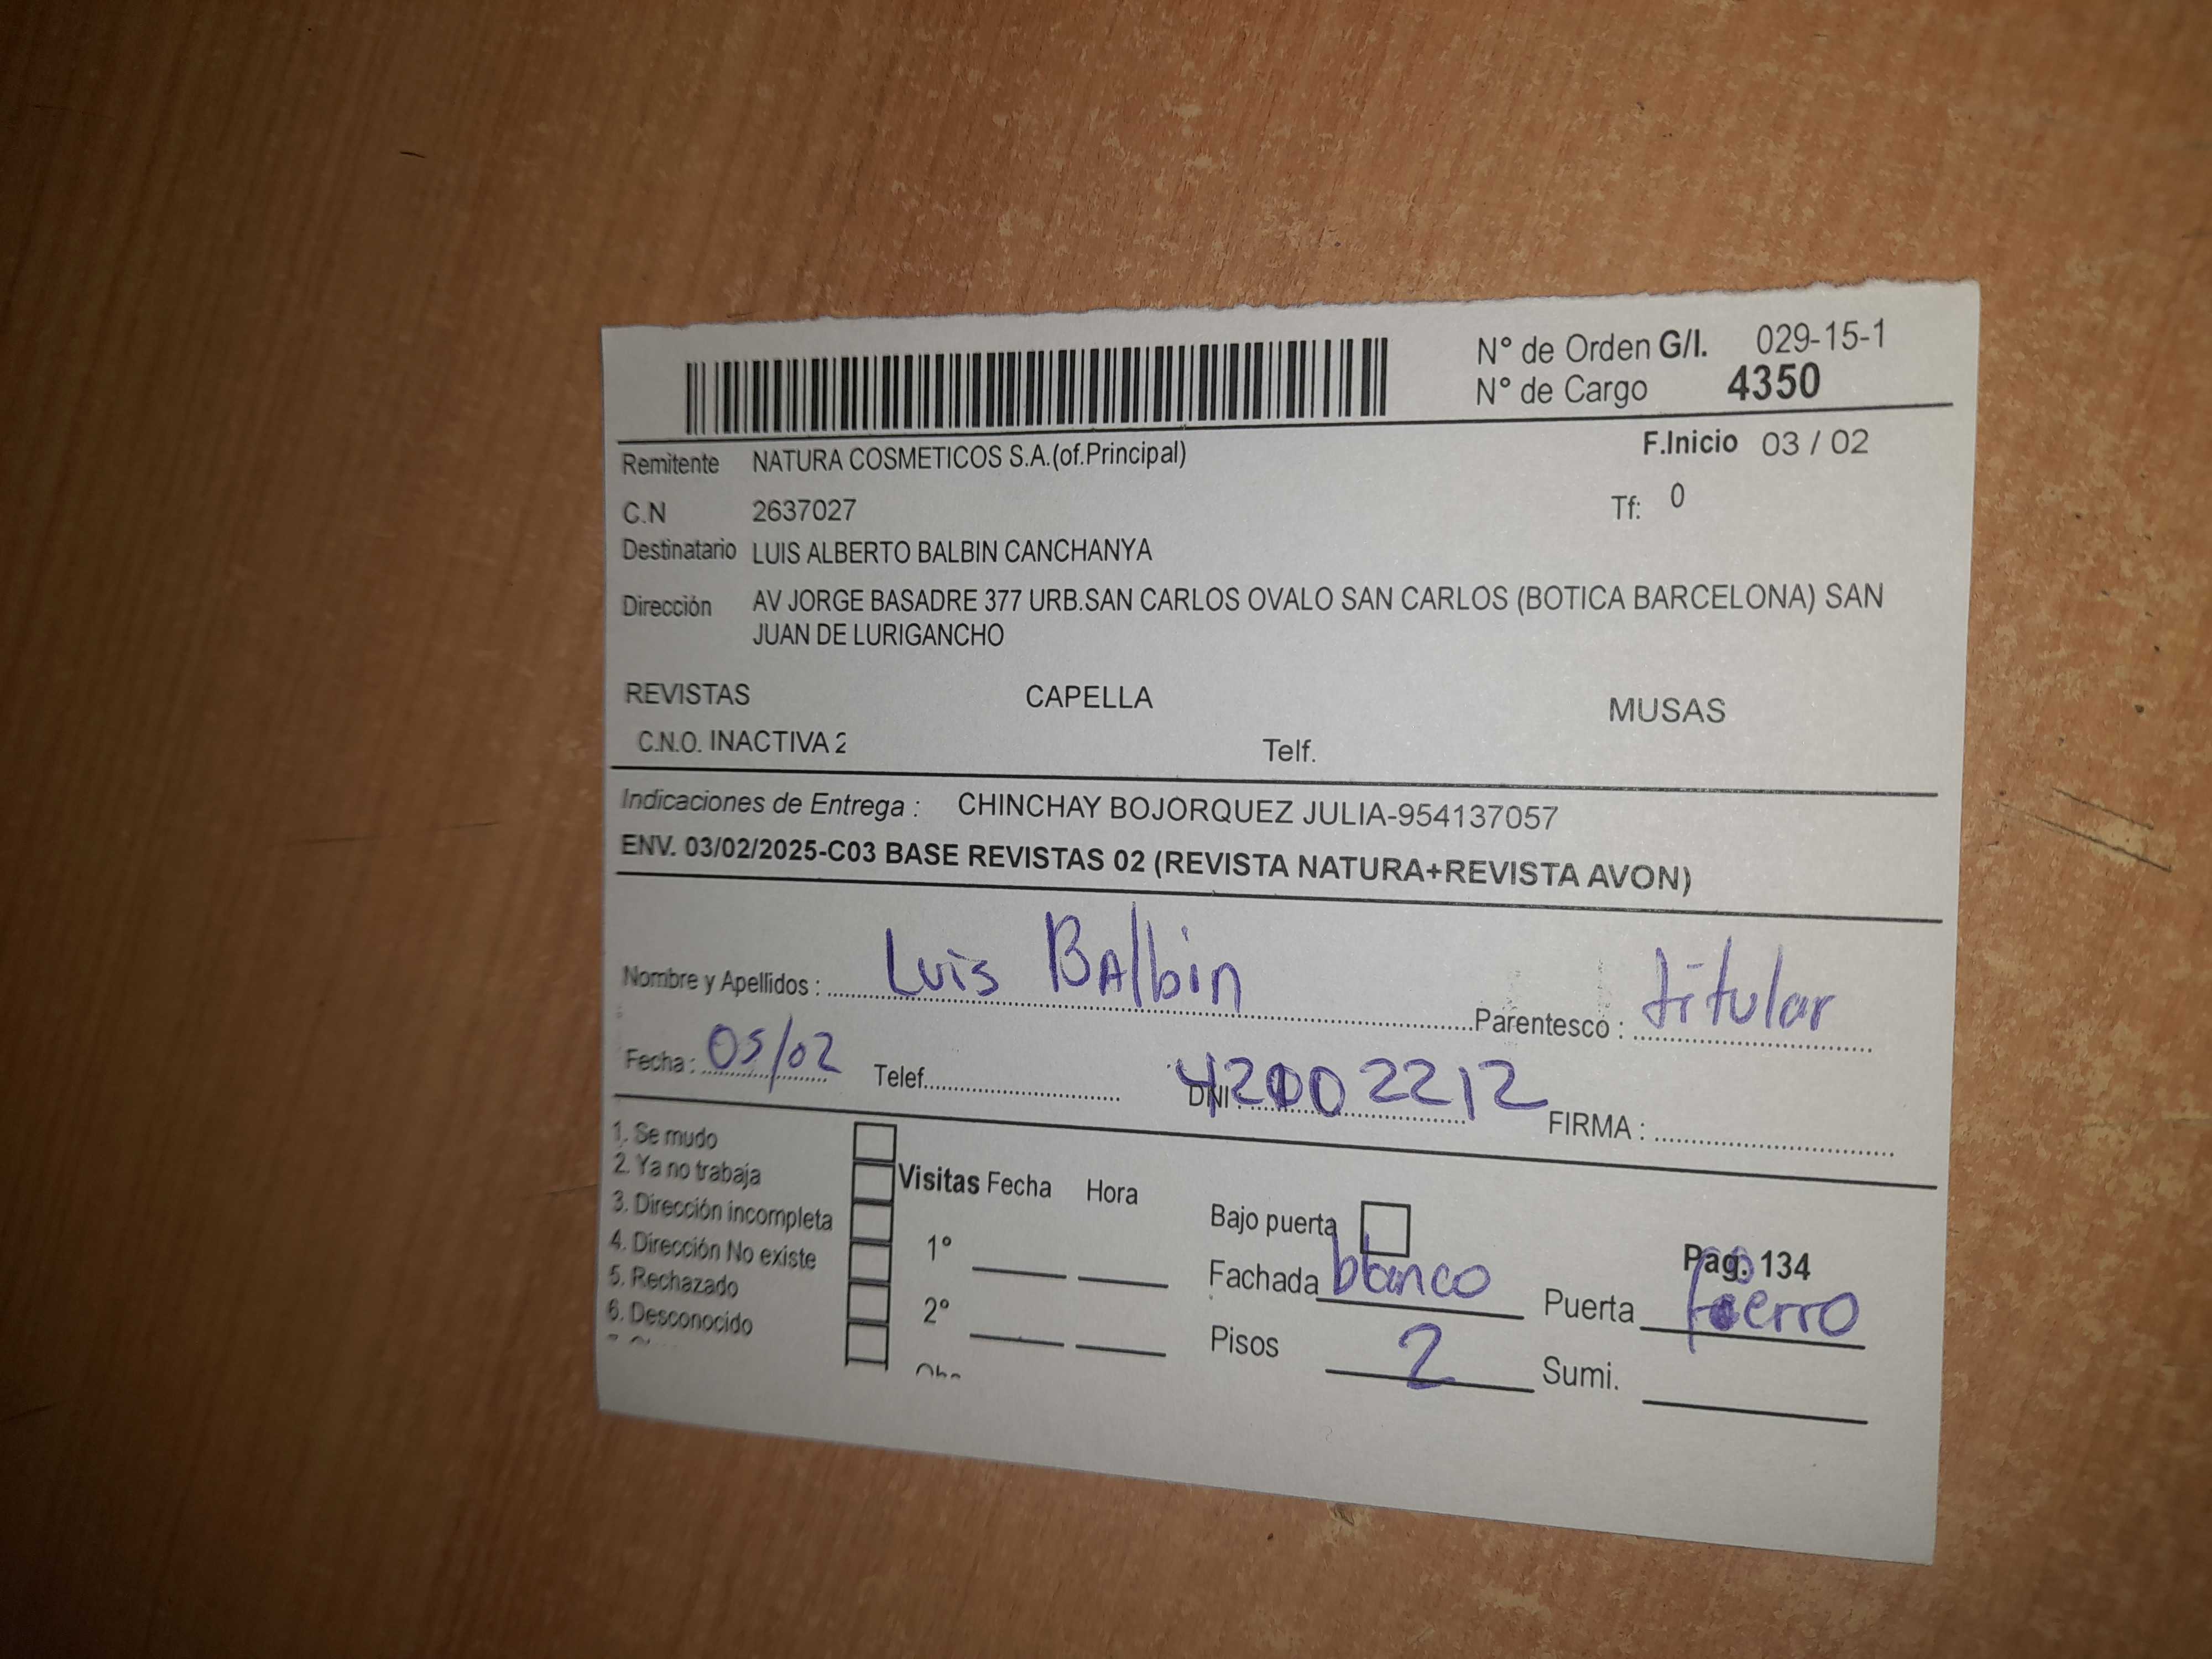 N° de Orden G/I. 029-15-1
N° de Cargo 4350
F.Inicio 03 / 02
Remitente NATURA COSMETICOS S.A.(of.Principal)
C.N 2637027 Tf: 0
Destinatario LUIS ALBERTO BALBIN CANCHANYA
Dirección AV JORGE BASADRE 377 URB.SAN CARLOS OVALO SAN CARLOS (BOTICA BARCELONA) SAN
JUAN DE LURIGANCHO
REVISTAS CAPELLA MUSAS
C.N.O. INACTIVA 2 Telf.
Indicaciones de Entrega : CHINCHAY BOJORQUEZ JULIA-954137057
ENV. 03/02/2025-C03 BASE REVISTAS 02 (REVISTA NATURA+REVISTA AVON)
Nombre y Apellidos : Luis BAlbin Parentesco : titular
Fecha : 05/02 Telef. DNI : 42002212 FIRMA :
1. Se mudo
2. Ya no trabaja
3. Dirección incompleta
4. Dirección No existe
5. Rechazado
6. Desconocido
Visitas Fecha Hora
1°
2°
Bajo puerta
Pag. 134
Fachada blanco Puerta fierro
Pisos 2 Sumi.